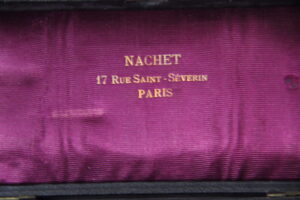 NACHET
17 RUE SAINT-SÉVERIN
PARIS